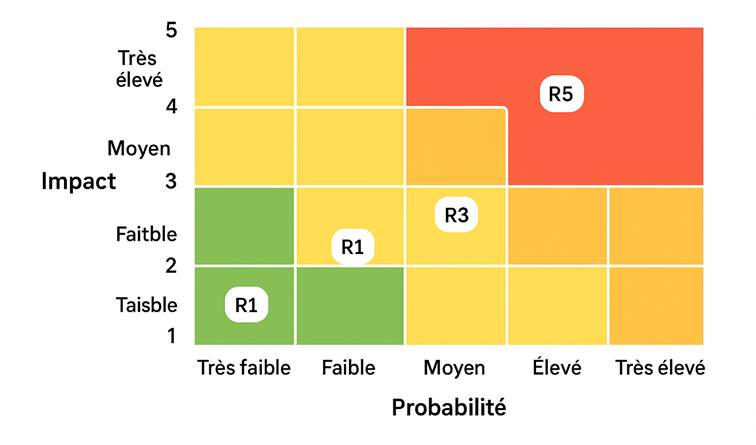 5
Très
élevé
4
R5
Moyen
Impact
3
R3
Faitble
R1
2
Taisble
R1
1
Très faible
Faible
Moyen
Élevé
Très élevé
Probabilité